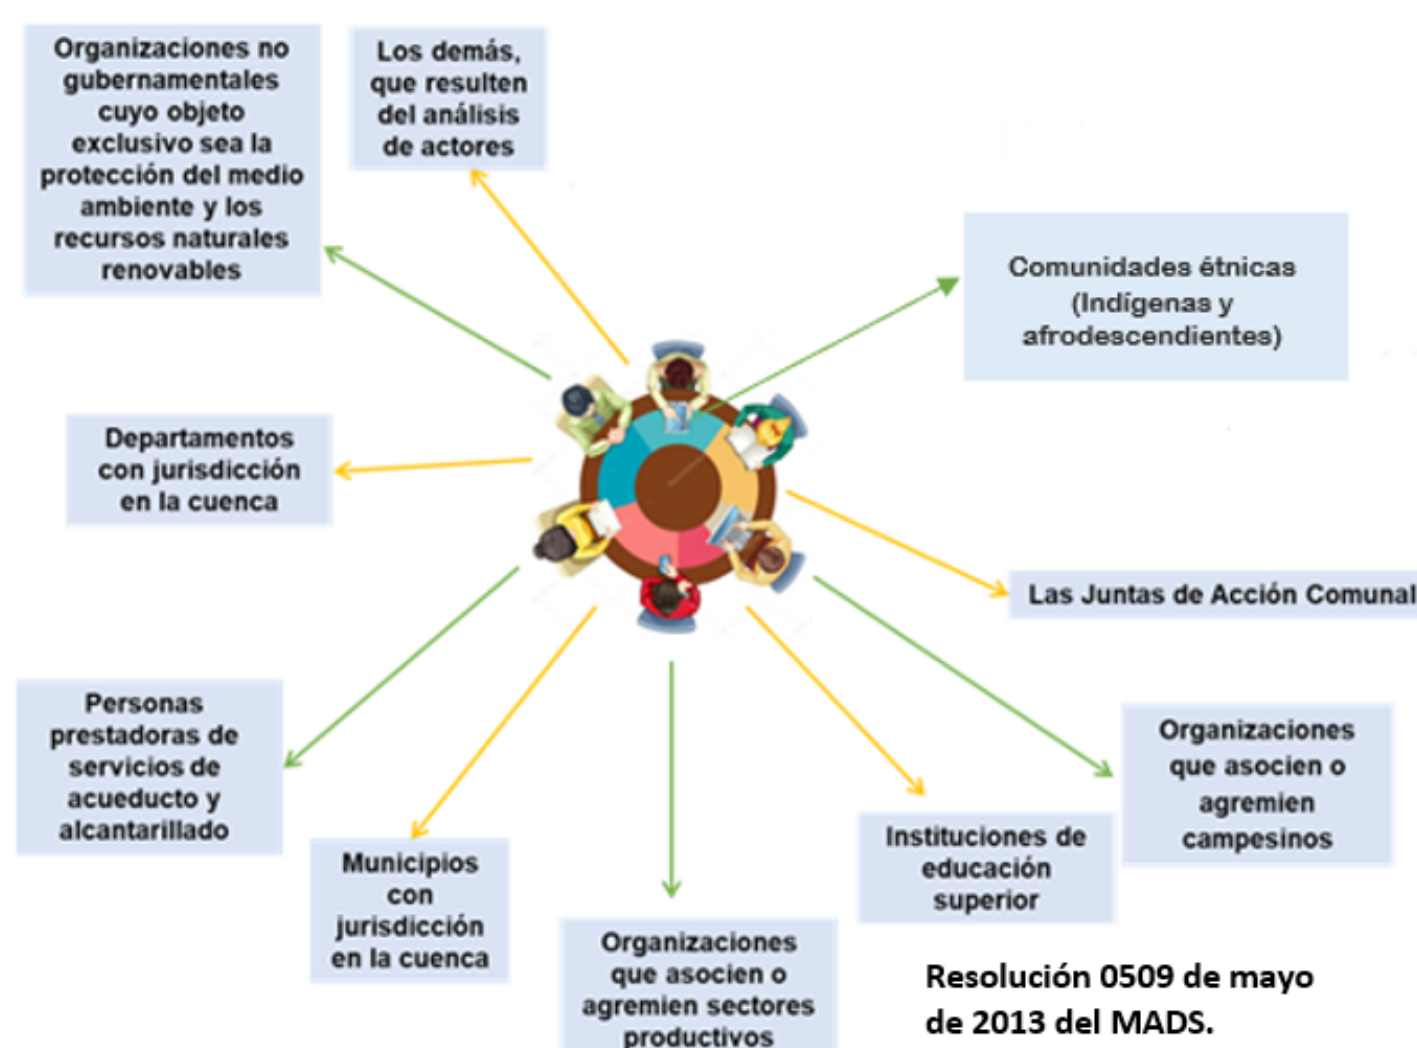 Organizaciones no
gubernamentales
cuyo objeto
exclusivo sea la
protección del medio
ambiente y los
recursos naturales
renovables
Los demás,
que resulten
del análisis
de actores
Comunidades étnicas
(Indígenas y
afrodescendientes)
Departamentos
con jurisdicción
en la cuenca
Las Juntas de Acción Comunal
Personas
prestadoras de
servicios de
acueducto y
alcantarillado
Organizaciones
que asocien o
agremien
campesinos
Municipios
con
jurisdicción
en la cuenca
Instituciones de
educación
superior
Organizaciones
que asocien o
agremien sectores
productivos
Resolución 0509 de mayo
de 2013 del MADS.